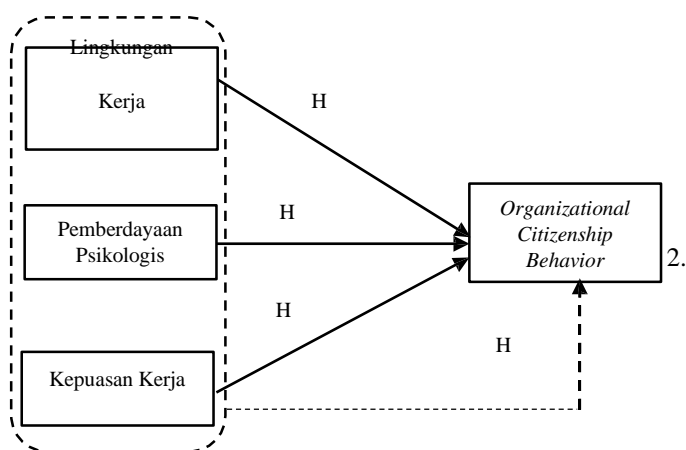 Lingkungan
Kerja
H
H
Pemberdayaan
Psikologis
Organizational
Citizenship
Behavior
2.
H
H
Kepuasan Kerja